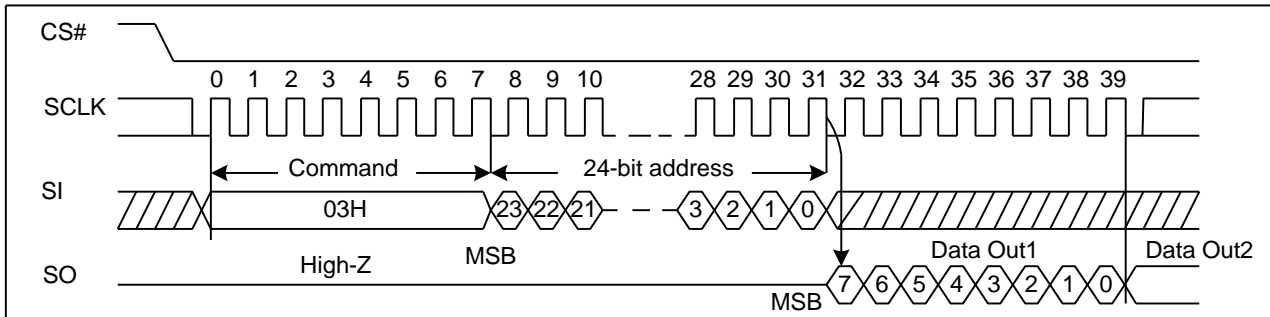 CS#
0 1 2 3 4 5 6 7 8 9 10 28 29 30 31 32 33 34 35 36 37 38 39
SCLK
Command 24-bit address
SI 03H 23 22 21 3 2 1 0
High-Z MSB Data Out1 Data Out2
SO MSB 7 6 5 4 3 2 1 0